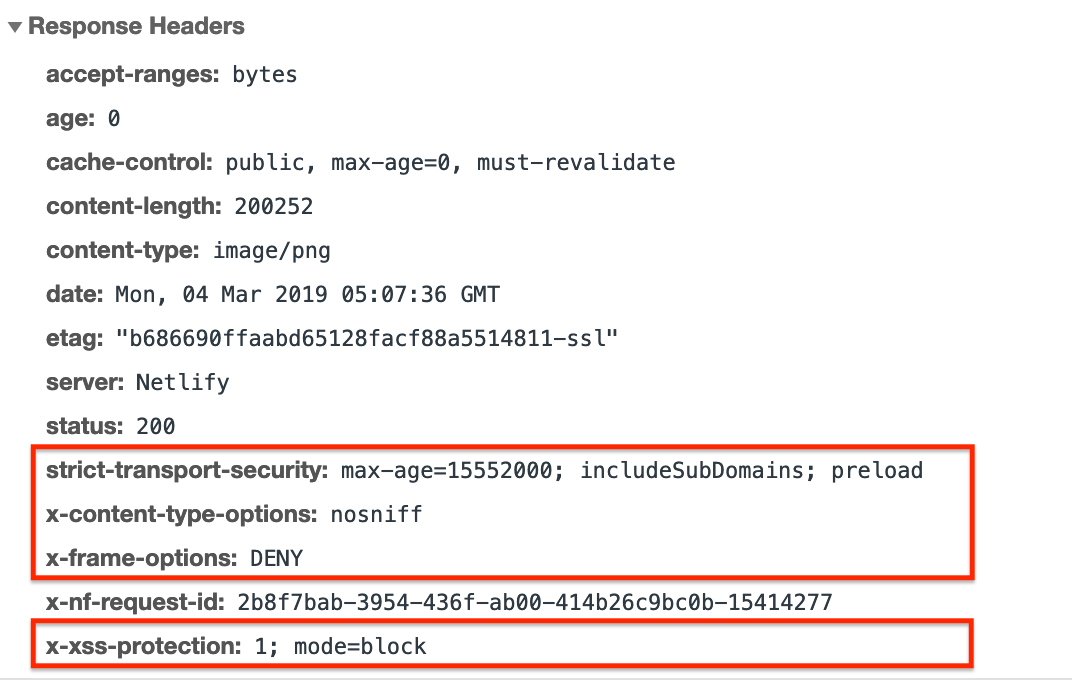 Response Headers
accept-ranges: bytes
age: 0
cache-control: public, max-age=0, must-revalidate
content-length: 200252
content-type: image/png
date: Mon, 04 Mar 2019 05:07:36 GMT
etag: "b686690ffaabd65128facf88a5514811-ssl"
server: Netlify
status: 200
strict-transport-security: max-age=15552000; includeSubDomains; preload
x-content-type-options: nosniff
x-frame-options: DENY
x-nf-request-id: 2b8f7bab-3954-436f-ab00-414b26c9bc0b-15414277
x-xss-protection: 1; mode=block